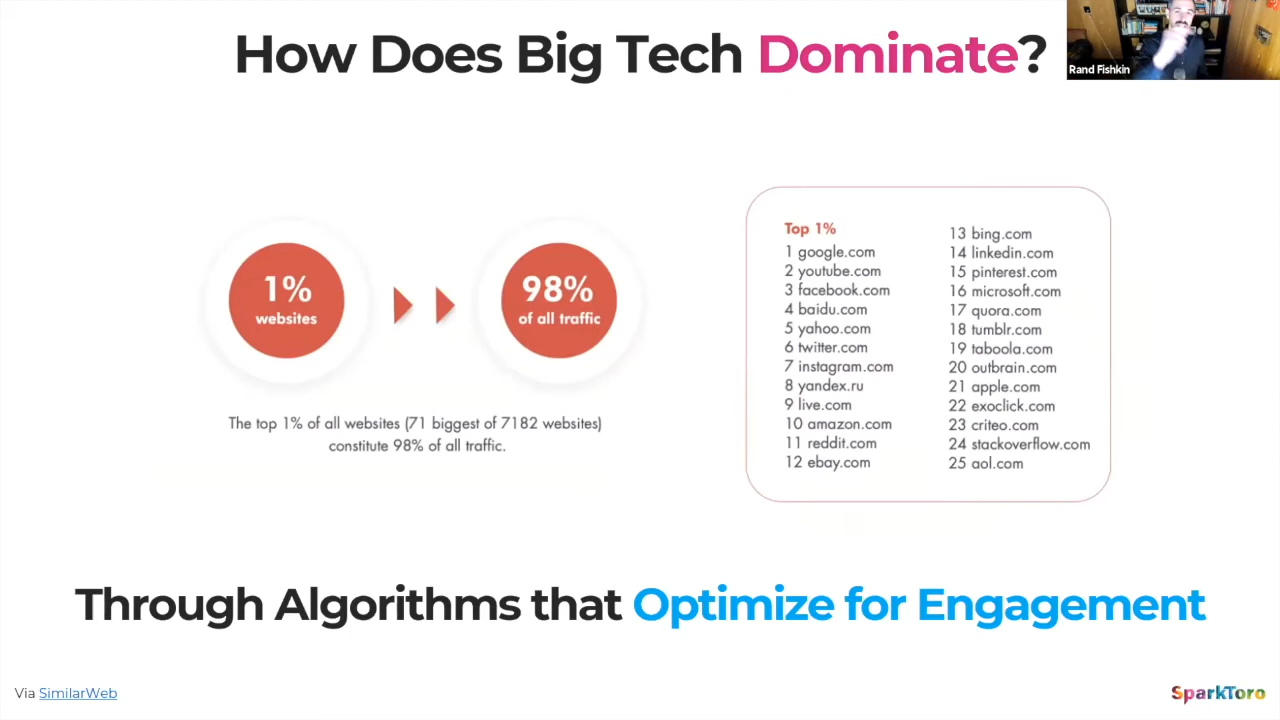 How Does Big Tech Dominate?
Rand Fishkin
1%
websites
98%
of all traffic
The top 1% of all websites (71 biggest of 7182 websites)
constitute 98% of all traffic.
Top 1%
1 google.com
2 youtube.com
3 facebook.com
4 baidu.com
5 yahoo.com
6 twitter.com
7 instagram.com
8 yandex.ru
9 live.com
10 amazon.com
11 reddit.com
12 ebay.com
13 bing.com
14 linkedin.com
15 pinterest.com
16 microsoft.com
17 quora.com
18 tumblr.com
19 taboola.com
20 outbrain.com
21 apple.com
22 exoclick.com
23 criteo.com
24 stackoverflow.com
25 aol.com
Through Algorithms that Optimize for Engagement
Via SimilarWeb
SparkToro